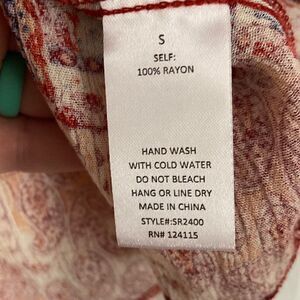 S
SELF:
100% RAYON
HAND WASH
WITH COLD WATER
DO NOT BLEACH
HANG OR LINE DRY
MADE IN CHINA
STYLE#:SR2400
RN# 124115